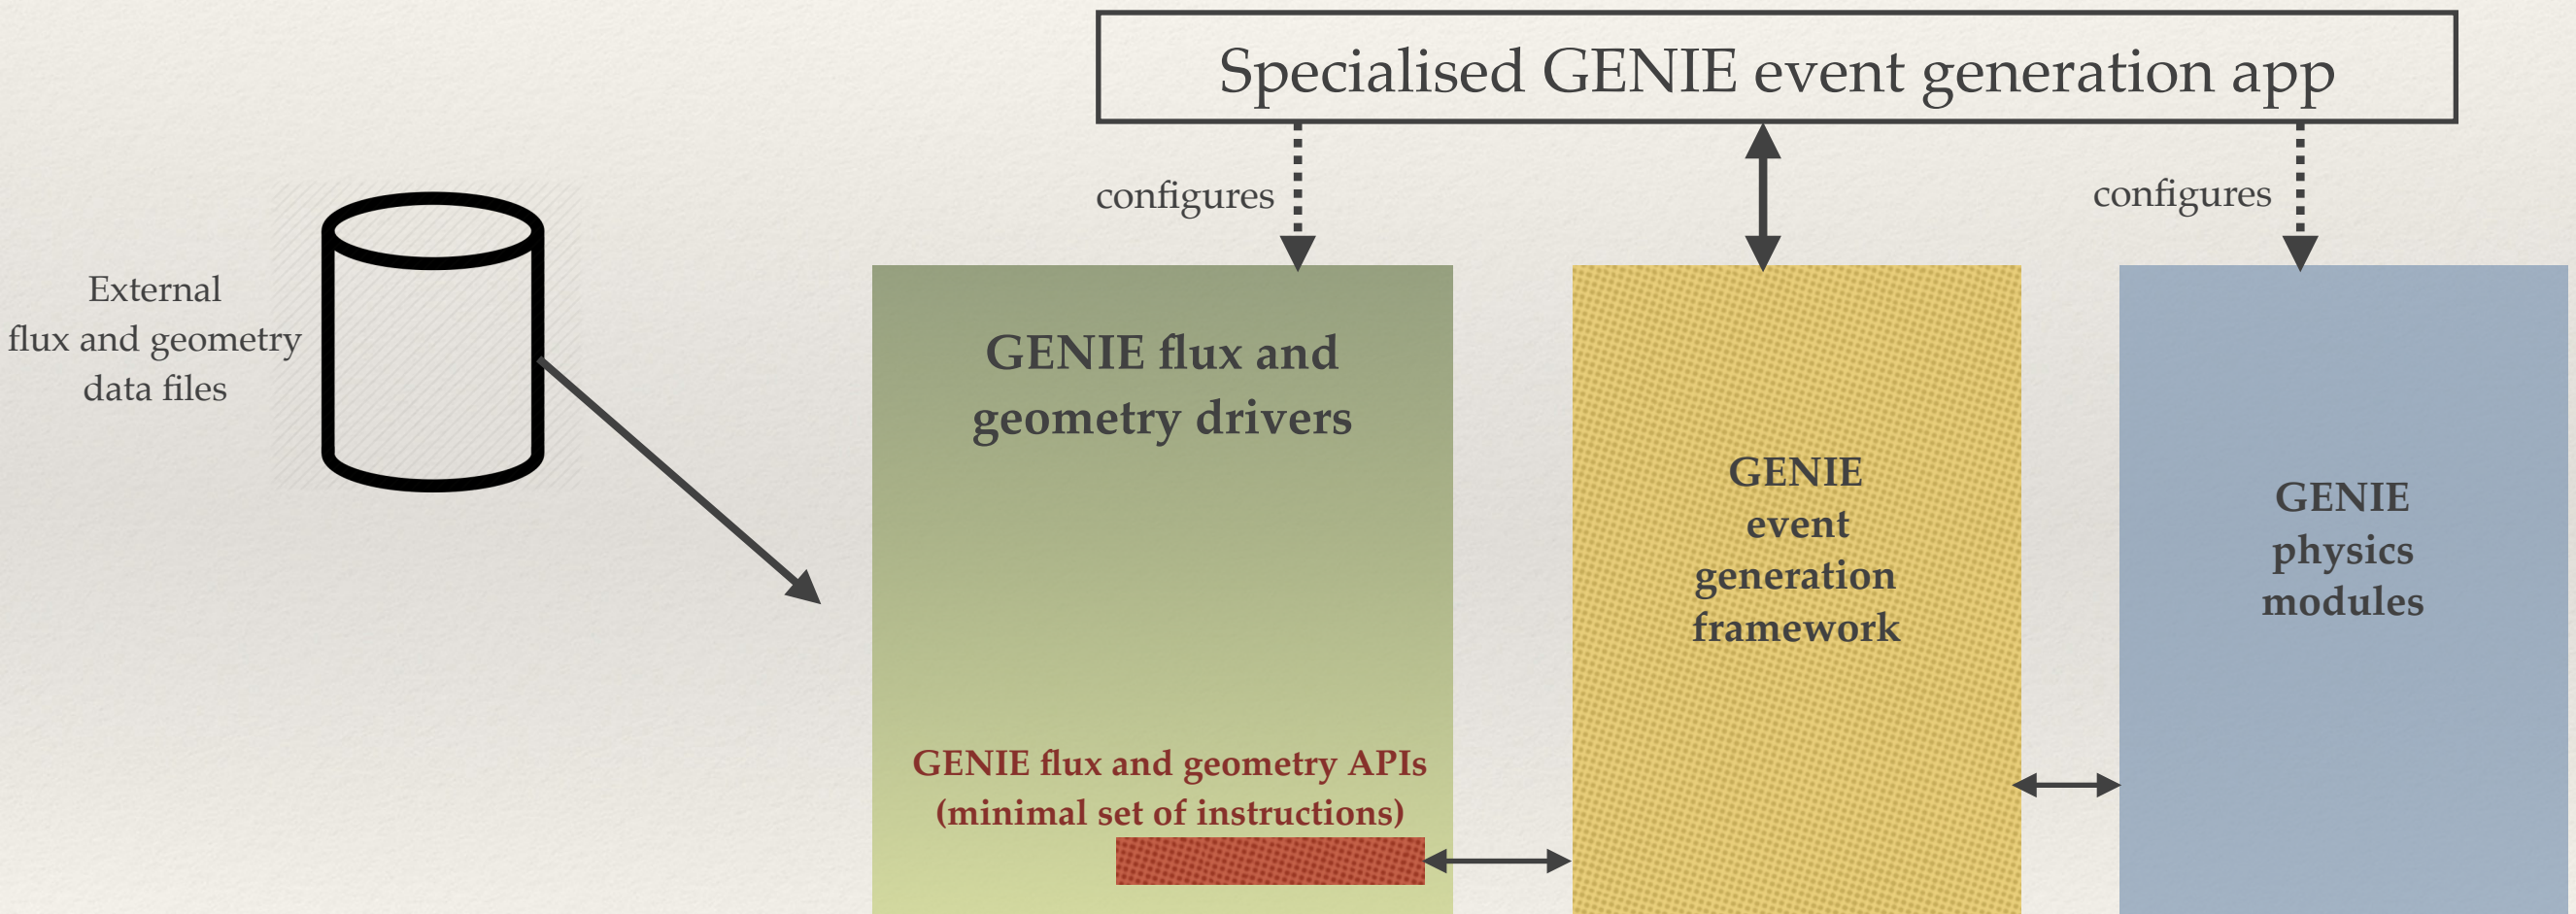 Specialised GENIE event generation app
configures
configures
External
flux and geometry
data files
GENIE flux and
geometry drivers
GENIE
event
generation
framework
GENIE
physics
modules
GENIE flux and geometry APIs
(minimal set of instructions)